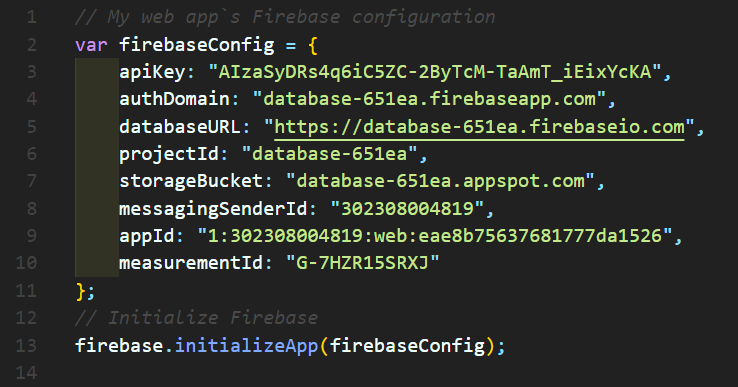 1 // My web app`s Firebase configuration
2 var firebaseConfig = {
3 apiKey: "AIzaSyDRs4q6iC5ZC-2ByTcM-TaAmT_iEixYcKA",
4 authDomain: "database-651ea.firebaseapp.com",
5 databaseURL: "https://database-651ea.firebaseio.com",
6 projectId: "database-651ea",
7 storageBucket: "database-651ea.appspot.com",
8 messagingSenderId: "302308004819",
9 appId: "1:302308004819:web:eae8b75637681777da1526",
10 measurementId: "G-7HZR15SRXJ"
11 };
12 // Initialize Firebase
13 firebase.initializeApp(firebaseConfig);
14